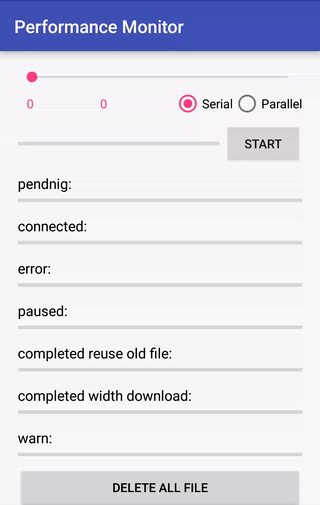 Performance Monitor
0 0 Serial Parallel
START
pendnig:
connected:
error:
paused:
completed reuse old file:
completed width download:
warn:
DELETE ALL FILE